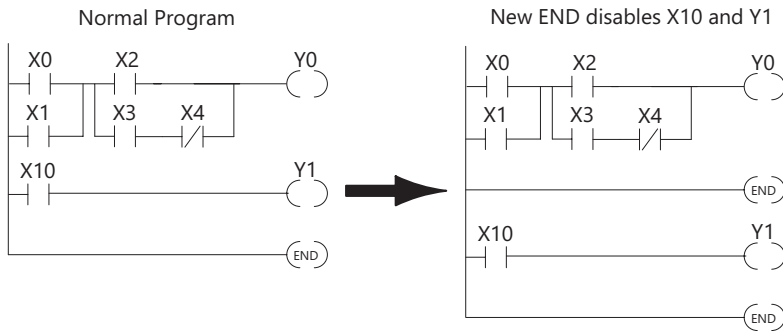 Normal Program
X0 X2 Y0
X1 X3 X4
X10 Y1
END
New END disables X10 and Y1
X0 X2 Y0
X1 X3 X4
END
X10 Y1
END